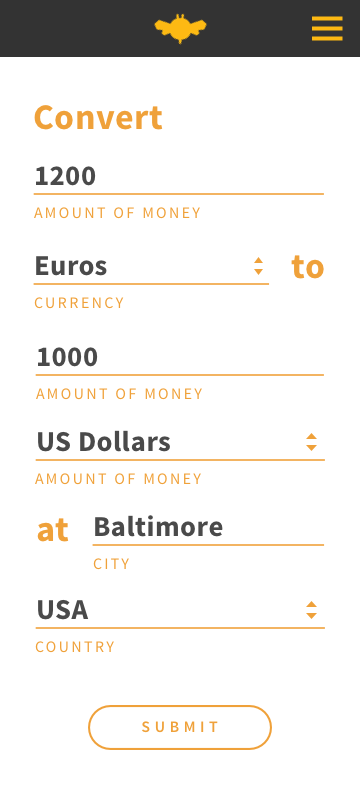 Convert
1200
AMOUNT OF MONEY
Euros to
CURRENCY
1000
AMOUNT OF MONEY
US Dollars
AMOUNT OF MONEY
at Baltimore
CITY
USA
COUNTRY
SUBMIT